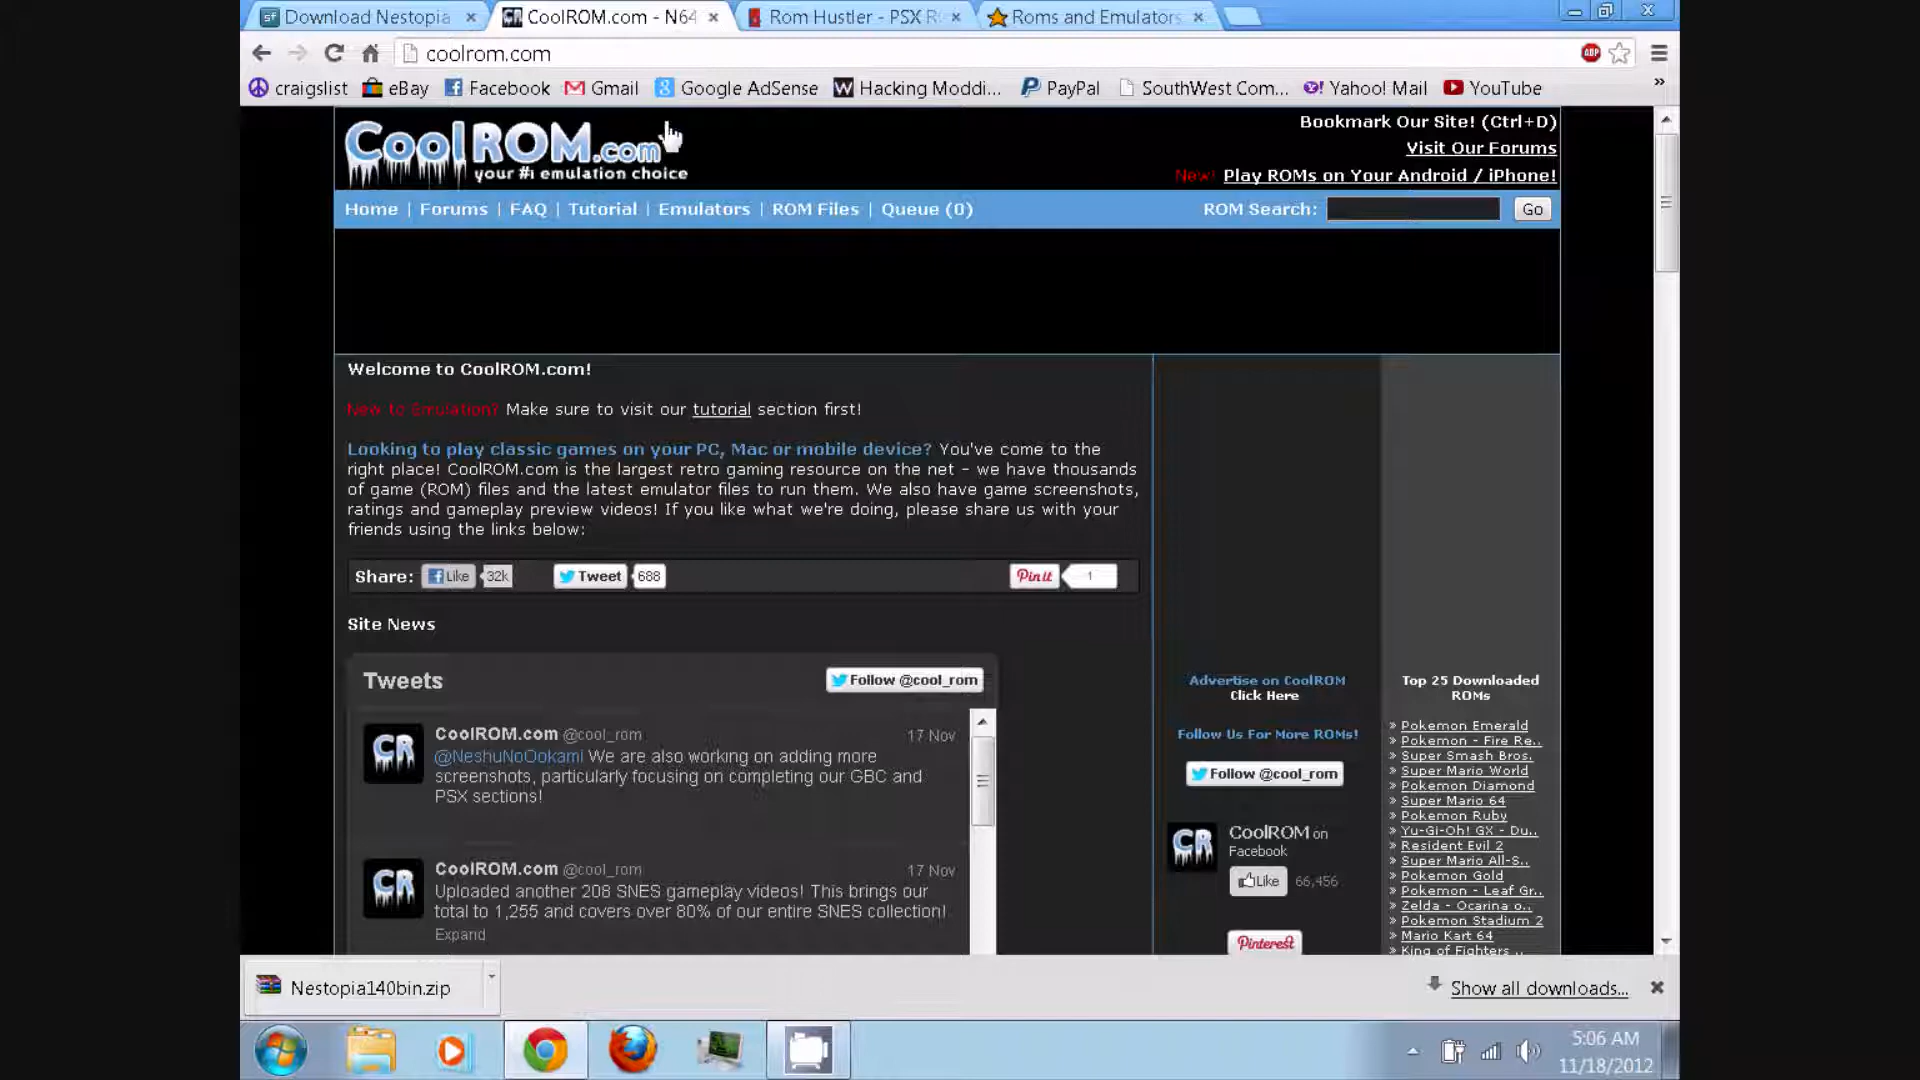 Download Nestopia
CoolROM.com - N64
Rom Hustler - PSX R
Roms and Emulators
coolrom.com
ABP
craigslist eBay Facebook Gmail Google AdSense Hacking Moddi... PayPal SouthWest Com... Yahoo! Mail YouTube »
CoolROM.com
your #1 emulation choice
Bookmark Our Site! (Ctrl+D)
Visit Our Forums
New! Play ROMs on Your Android / iPhone!
Home | Forums | FAQ | Tutorial | Emulators | ROM Files | Queue (0)
ROM Search: Go
Welcome to CoolROM.com!
New to Emulation? Make sure to visit our tutorial section first!
Looking to play classic games on your PC, Mac or mobile device? You've come to the
right place! CoolROM.com is the largest retro gaming resource on the net - we have thousands
of game (ROM) files and the latest emulator files to run them. We also have game screenshots,
ratings and gameplay preview videos! If you like what we're doing, please share us with your
friends using the links below:
Share: Like 32k Tweet 688 Pin it 1
Site News
Tweets
Follow @cool_rom
CoolROM.com @cool_rom 17 Nov
@NeshuNoOokami We are also working on adding more
screenshots, particularly focusing on completing our GBC and
PSX sections!
CoolROM.com @cool_rom 17 Nov
Uploaded another 208 SNES gameplay videos! This brings our
total to 1,255 and covers over 80% of our entire SNES collection!
Expand
Advertise on CoolROM
Click Here
Follow Us For More ROMs!
Follow @cool_rom
CR
CoolROM on
Facebook
Like 66,456
Pinterest
Top 25 Downloaded
ROMs
» Pokemon Emerald
» Pokemon - Fire Re..
» Super Smash Bros.
» Super Mario World
» Pokemon Diamond
» Super Mario 64
» Pokemon Ruby
» Yu-Gi-Oh! GX - Du..
» Resident Evil 2
» Super Mario All-S..
» Pokemon Gold
» Pokemon - Leaf Gr..
» Zelda - Ocarina o..
» Pokemon Stadium 2
» Mario Kart 64
» King of Fighters ..
Nestopia140bin.zip
Show all downloads...
5:06 AM
11/18/2012